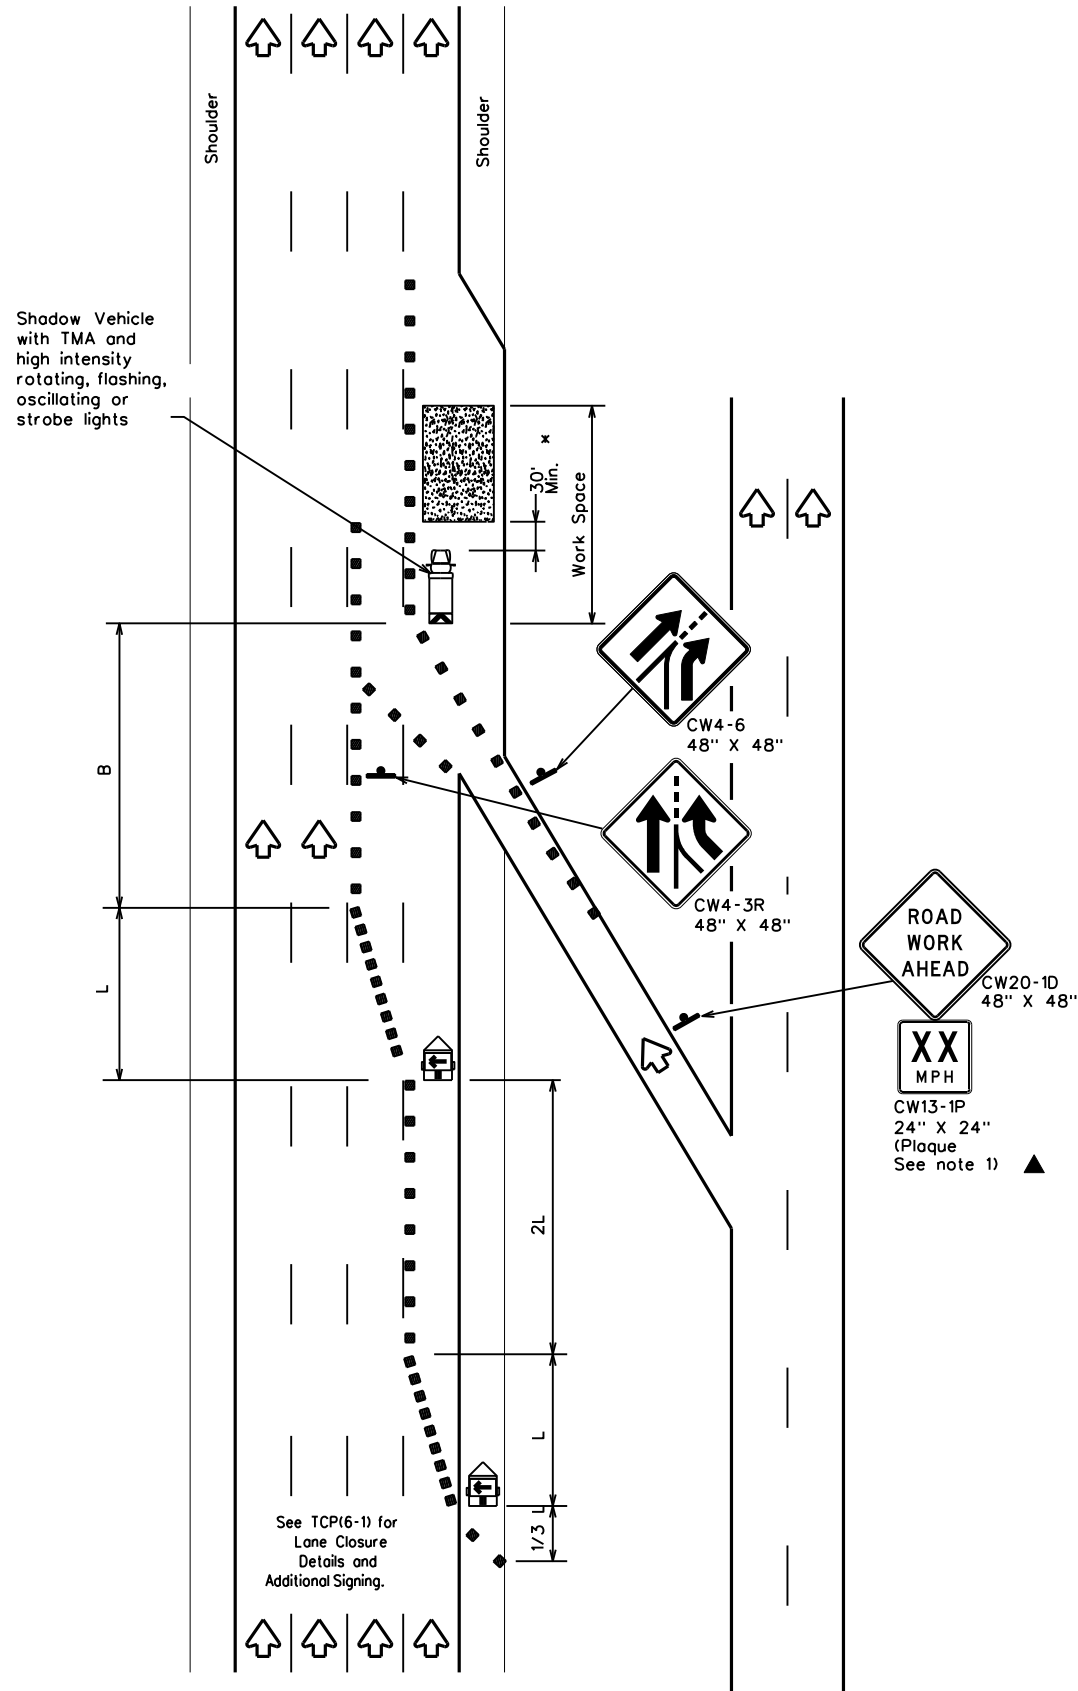 Shoulder
Shoulder
Shadow Vehicle
with TMA and
high intensity
rotating, flashing,
oscillating or
strobe lights
30'
Min.
*
Work Space
CW4-6
48" X 48"
B
CW4-3R
48" X 48"
L
ROAD
WORK
AHEAD
CW20-1D
48" X 48"
XX
MPH
CW13-1P
24" X 24"
(Plaque
See note 1)
2L
L
1/3 L
See TCP(6-1) for
Lane Closure
Details and
Additional Signing.